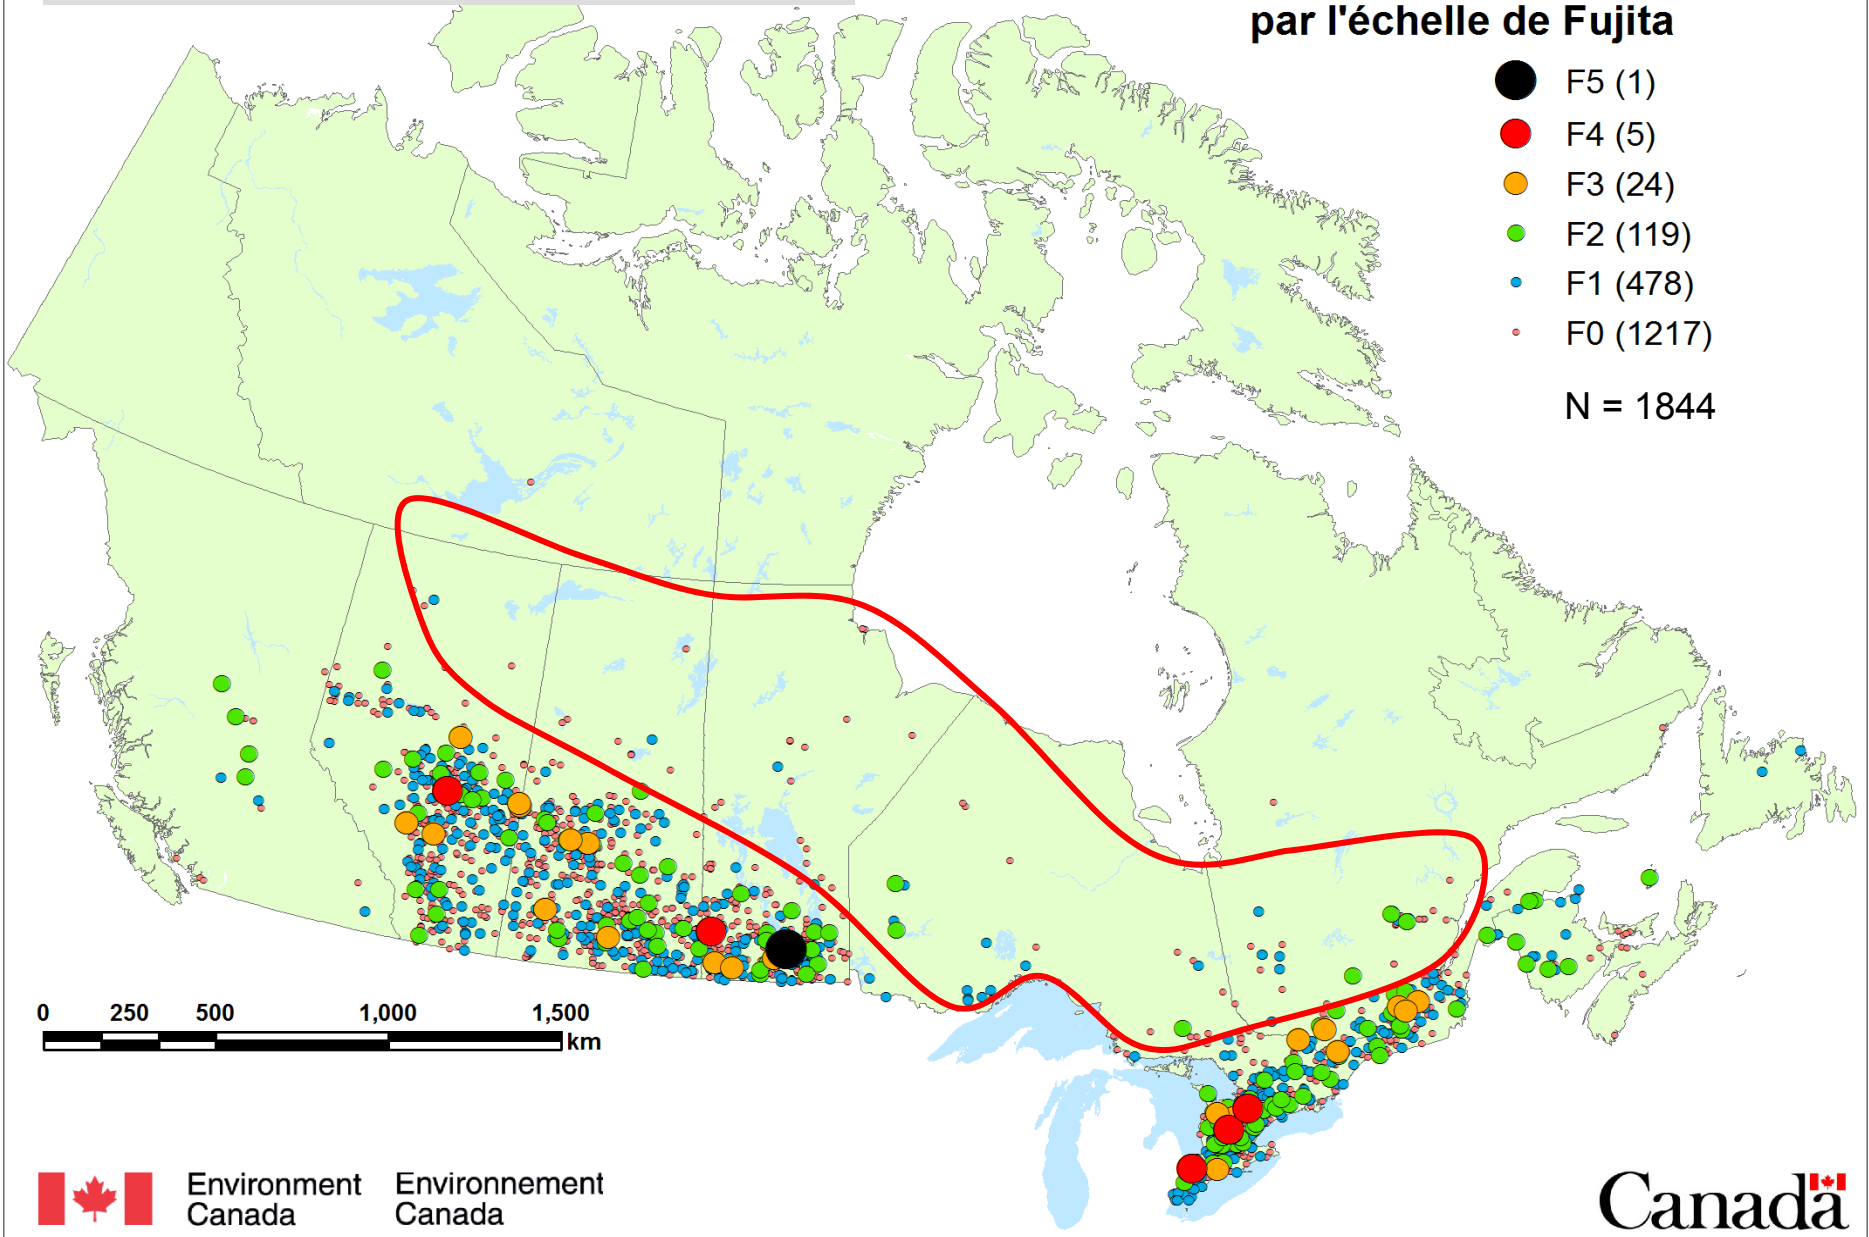 par l'échelle de Fujita
F5 (1)
F4 (5)
F3 (24)
F2 (119)
F1 (478)
F0 (1217)
N = 1844
0 250 500 1,000 1,500
km
Environment
Canada
Environnement
Canada
Canada